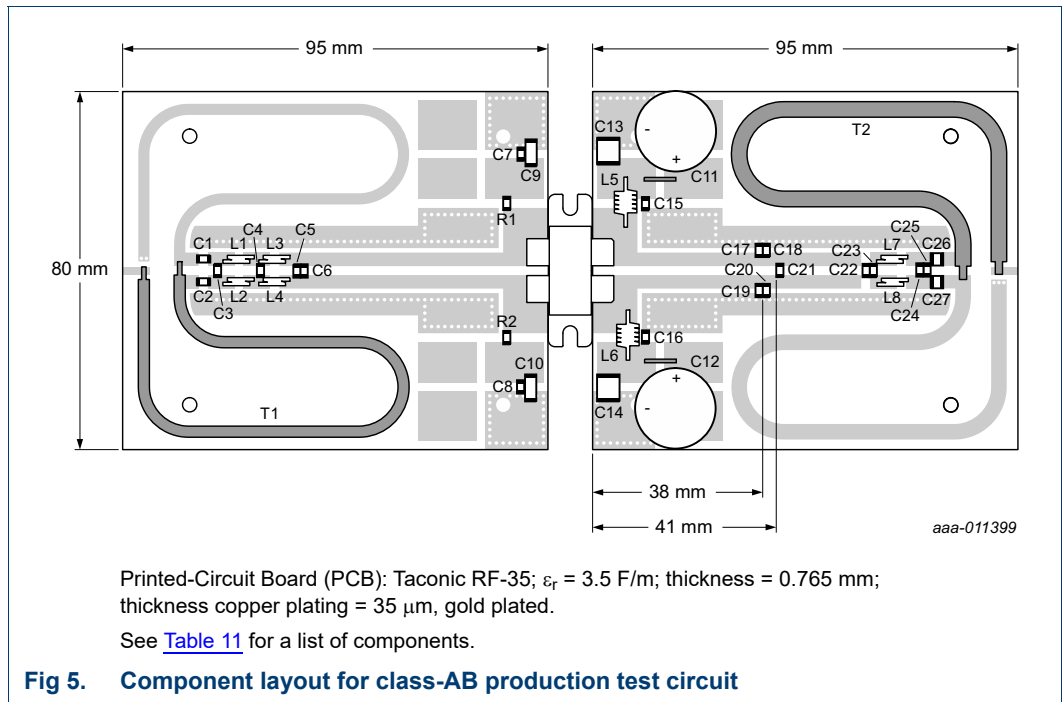 95 mm
95 mm
80 mm
C13
-
+
C11
T2
C7
C9
L5
C15
R1
C25
C26
C1
L1
C4
L3
C5
C6
C17
C18
C23
L7
C20
C21
C22
C2
C3
L2
L4
C19
L8
C24
C27
R2
C16
L6
C12
C10
C8
+
-
C14
T1
38 mm
41 mm
aaa-011399
Printed-Circuit Board (PCB): Taconic RF-35; εr = 3.5 F/m; thickness = 0.765 mm;
thickness copper plating = 35 μm, gold plated.
See Table 11 for a list of components.
Fig 5. Component layout for class-AB production test circuit